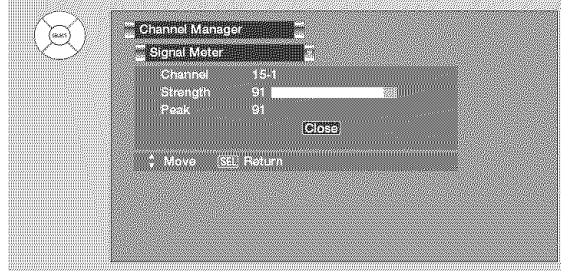 SELECT
Channel Manager
Signal Meter
Channel 15-1
Strength 91
Peak 91
Close
Move SEL Return